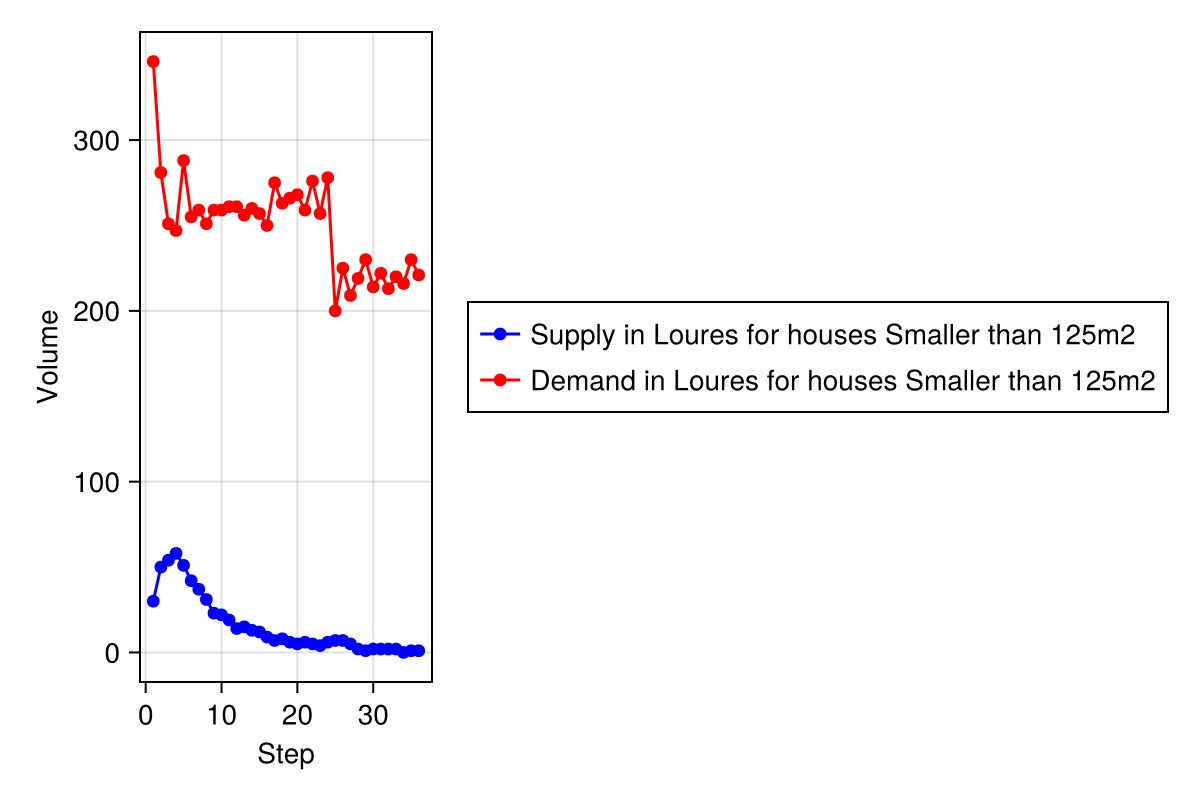 Volume
300
200
100
0
0 10 20 30
Step
Supply in Loures for houses Smaller than 125m2
Demand in Loures for houses Smaller than 125m2